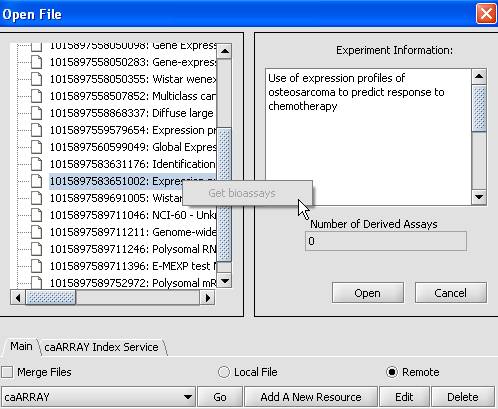 Open File
1015897558050098: Gene Express
1015897558050283: Gene-expres
1015897558050355: Wistar wenex
1015897558507852: Multiclass can
1015897558868337: Diffuse large
1015897559579654: Expression pr
1015897560599049: Global Expres
1015897583631176: Identification
1015897583651002: Expression
1015897589691005: Wistar
1015897589711046: NCI-60 - Unk
1015897589711211: Genome-wide
1015897589711246: Polysomal RN
1015897589711396: E-MEXP test
1015897589752972: Polysomal mR
Get bioassays
Experiment Information:
Use of expression profiles of
osteosarcoma to predict response to
chemotherapy
Number of Derived Assays
0
Open Cancel
Main caARRAY Index Service
Merge Files Local File Remote
caARRAY Go Add A New Resource Edit Delete